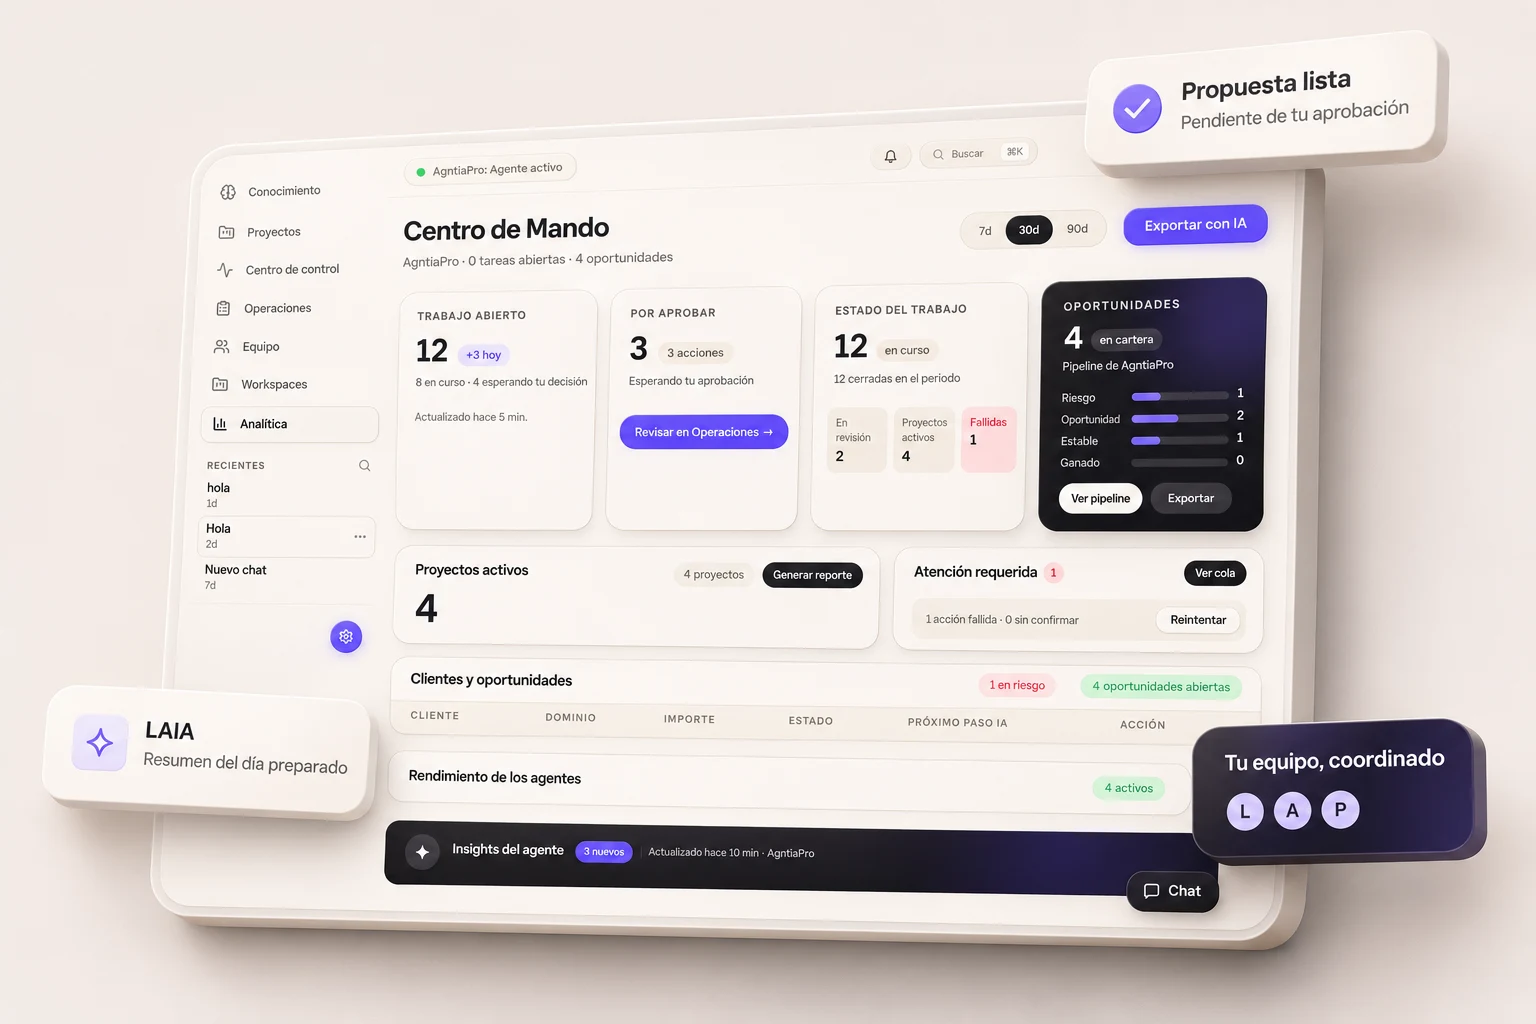 Propuesta lista
Pendiente de tu aprobación
AgntiaPro: Agente activo
Buscar ⌘K
Conocimiento
Proyectos
Centro de control
Operaciones
Equipo
Workspaces
Analítica
RECIENTES
hola
1d
Hola
2d
Nuevo chat
7d
Centro de Mando
AgntiaPro · 0 tareas abiertas · 4 oportunidades
7d 30d 90d
Exportar con IA
TRABAJO ABIERTO
12 +3 hoy
8 en curso · 4 esperando tu decisión
Actualizado hace 5 min.
POR APROBAR
3 3 acciones
Esperando tu aprobación
Revisar en Operaciones →
ESTADO DEL TRABAJO
12 en curso
12 cerradas en el periodo
En revisión
2
Proyectos activos
4
Fallidas
1
OPORTUNIDADES
4 en cartera
Pipeline de AgntiaPro
Riesgo 1
Oportunidad 2
Estable 1
Ganado 0
Ver pipeline Exportar
Proyectos activos
4 proyectos Generar reporte
4
Atención requerida 1
Ver cola
1 acción fallida · 0 sin confirmar
Reintentar
Clientes y oportunidades
1 en riesgo 4 oportunidades abiertas
CLIENTE DOMINIO IMPORTE ESTADO PRÓXIMO PASO IA ACCIÓN
Rendimiento de los agentes
4 activos
Insights del agente 3 nuevos Actualizado hace 10 min · AgntiaPro
Chat
LAIA
Resumen del día preparado
Tu equipo, coordinado
L A P